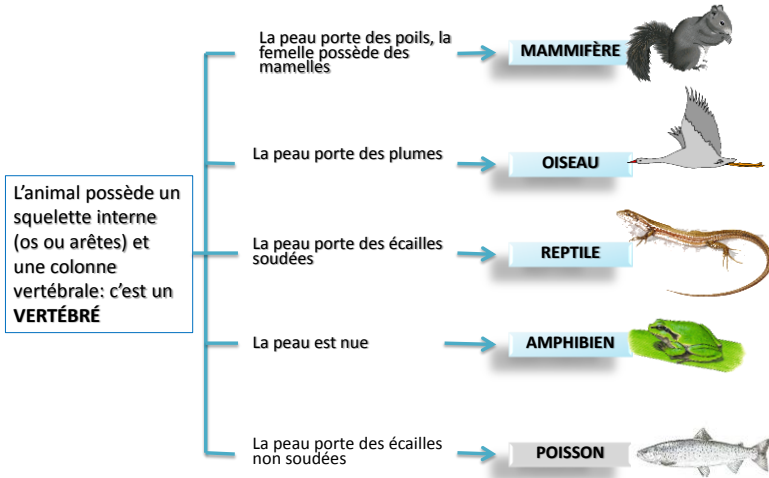 La peau porte des poils, la
femelle possède des
mamelles
MAMMIFÈRE
La peau porte des plumes
OISEAU
L'animal possède un
squelette interne
(os ou arêtes) et
une colonne
vertébrale: c'est un
VERTÉBRÉ
La peau porte des écailles
soudées
REPTILE
La peau est nue
AMPHIBIEN
La peau porte des écailles
non soudées
POISSON